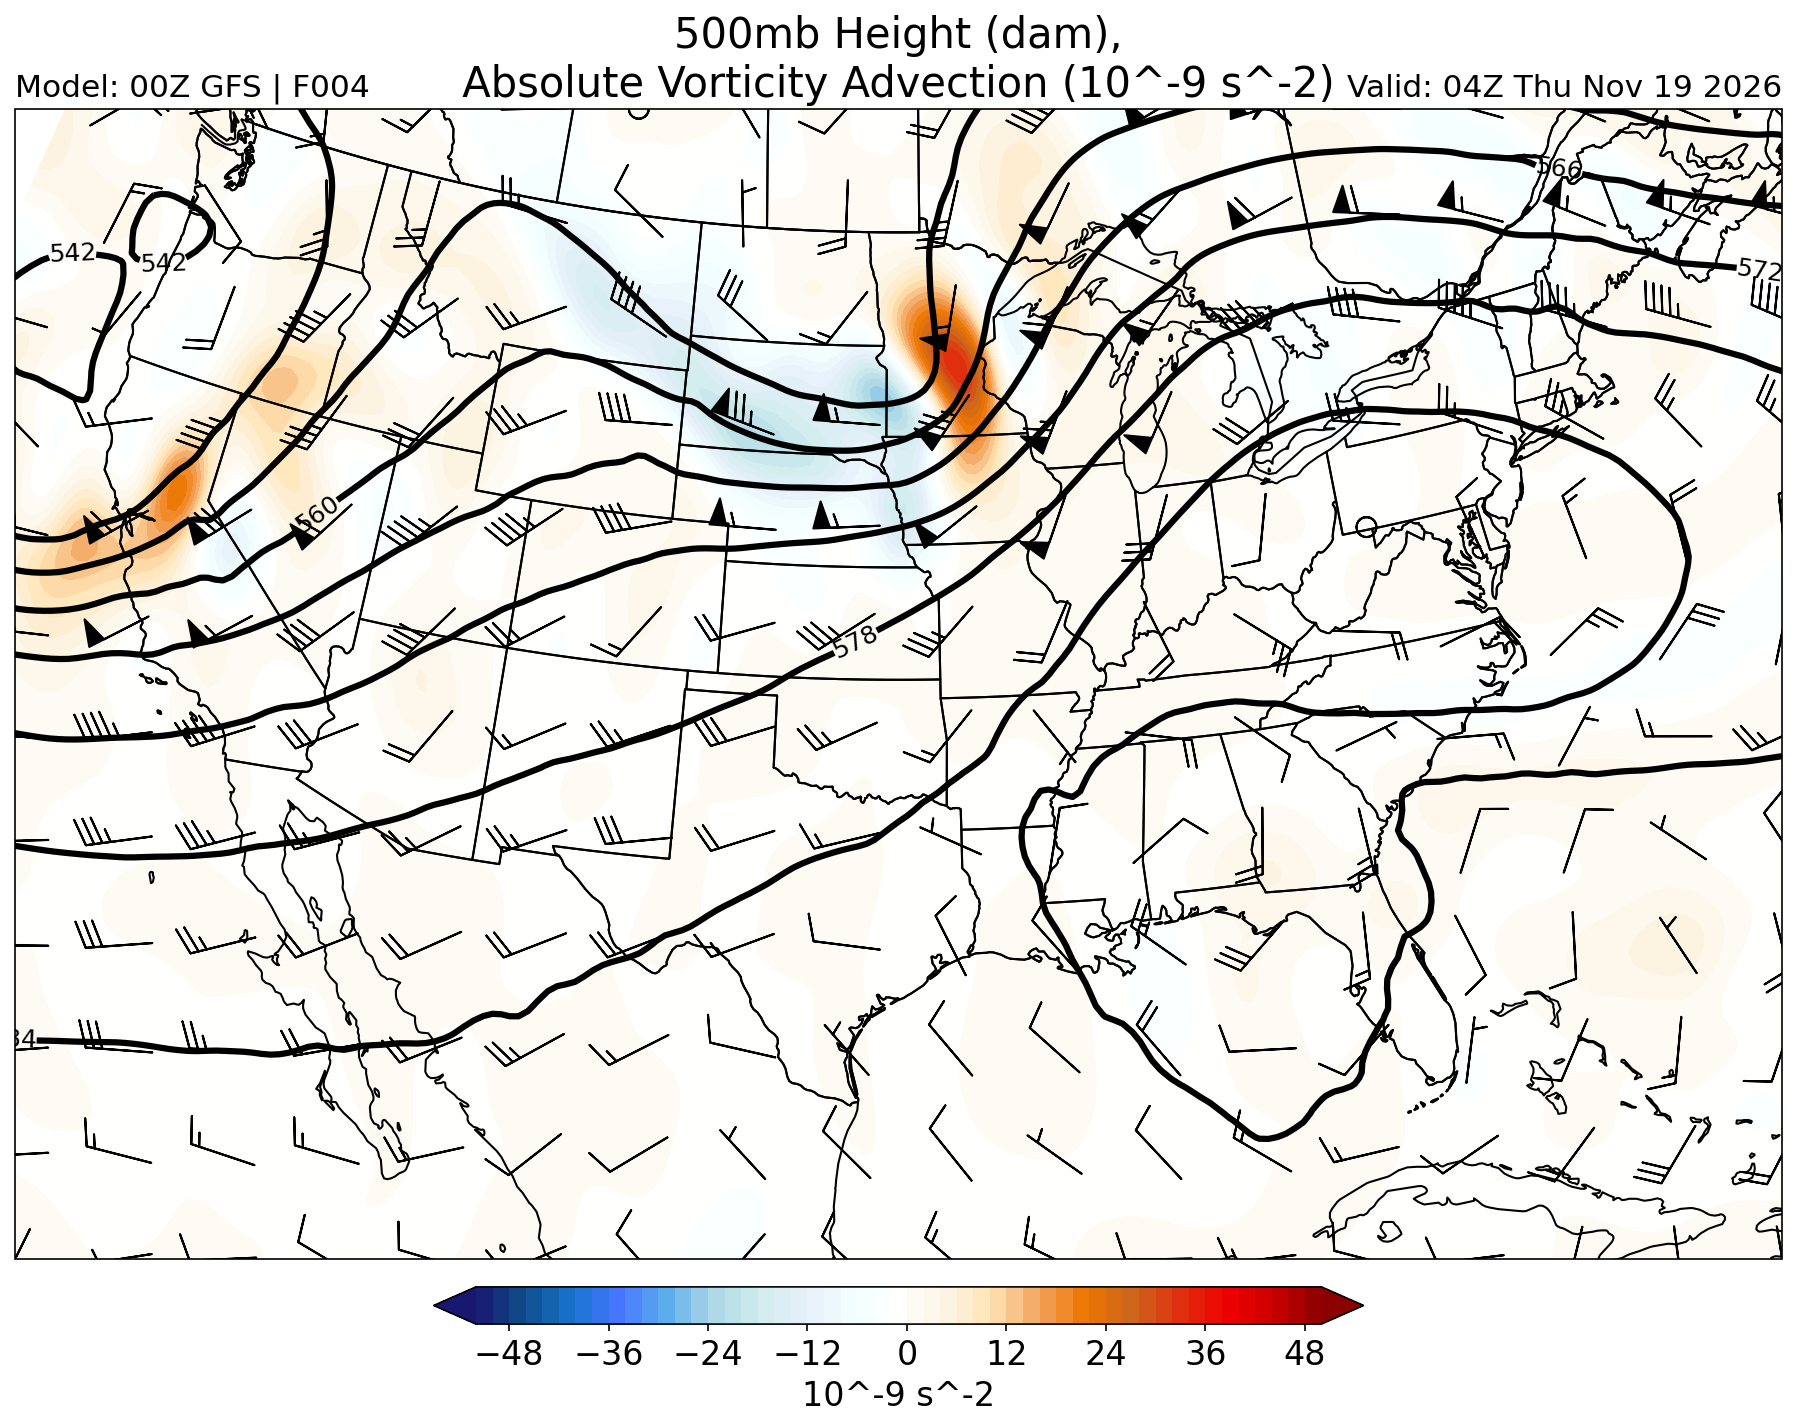 500mb Height (dam),
Model: 00Z GFS | F004
Absolute Vorticity Advection (10^-9 s^-2)
Valid: 04Z Thu Nov 19 2026
566
542
542
572
560
578
34
−48 −36 −24 −12 0 12 24 36 48
10^-9 s^-2